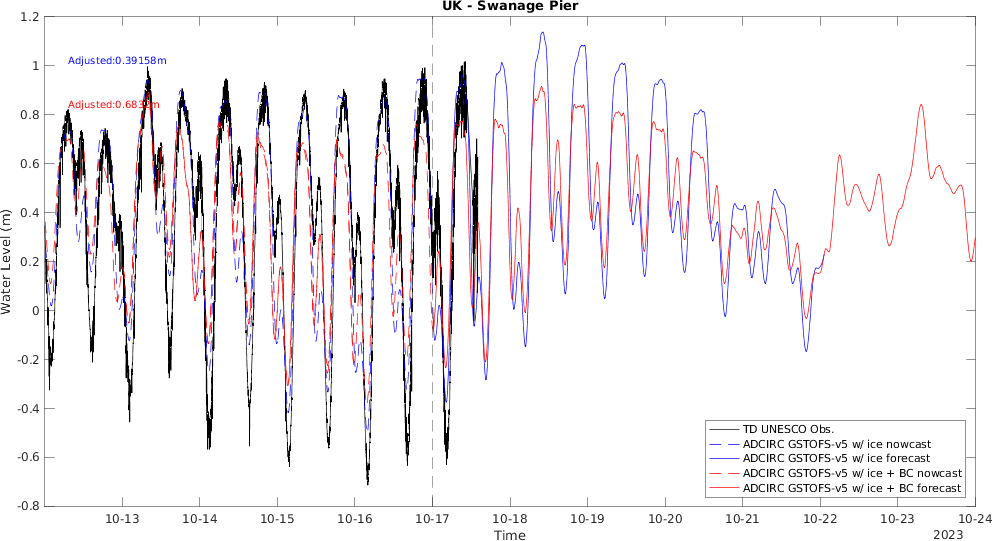 UK - Swanage Pier
Water Level (m)
1.2
1
0.8
0.6
0.4
0.2
0
-0.2
-0.4
-0.6
-0.8
Adjusted:0.39158m
TD UNESCO Obs.
ADCIRC GSTOFS-v5 w/ ice nowcast
ADCIRC GSTOFS-v5 w/ ice forecast
ADCIRC GSTOFS-v5 w/ ice + BC nowcast
ADCIRC GSTOFS-v5 w/ ice + BC forecast
10-13 10-14 10-15 10-16 10-17 10-18 10-19 10-20 10-21 10-22 10-23 10-24
Time
2023